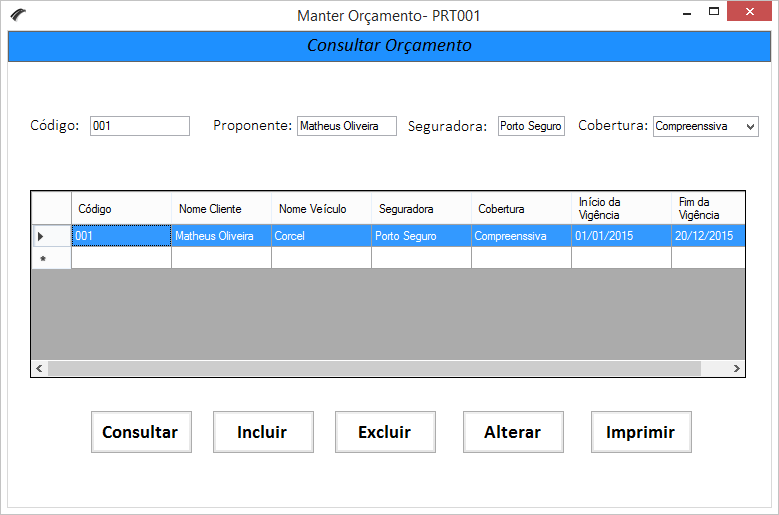 Manter Orçamento- PRT001
Consultar Orçamento
Código: 001 Proponente: Matheus Oliveira Seguradora: Porto Seguro Cobertura: Compreenssiva
Código Nome Cliente Nome Veículo Seguradora Cobertura Início da Vigência Fim da Vigência
001 Matheus Oliveira Corcel Porto Seguro Compreenssiva 01/01/2015 20/12/2015
Consultar Incluir Excluir Alterar Imprimir